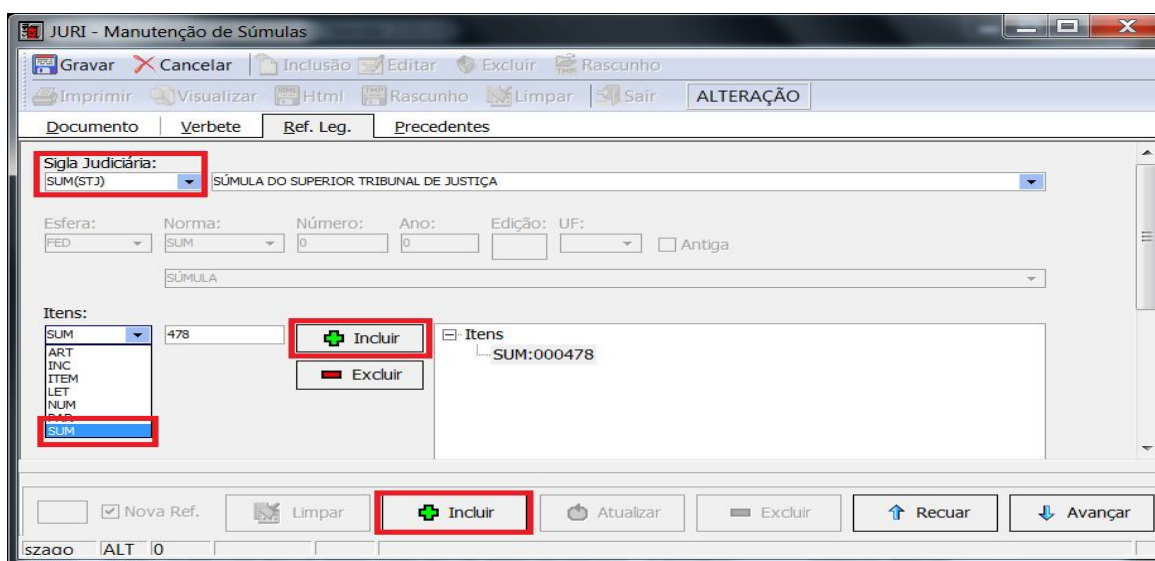 JURI - Manutenção de Súmulas
Gravar Cancelar Inclusão Editar Excluir Rascunho
Imprimir Visualizar Html Rascunho Limpar Sair ALTERAÇÃO
Documento Verbete Ref. Leg. Precedentes
Sigla Judiciária:
SUM(STJ) SÚMULA DO SUPERIOR TRIBUNAL DE JUSTIÇA
Esfera: Norma: Número: Ano: Edição: UF:
FED SUM 0 0 Antiga
SÚMULA
Itens:
SUM 478 Incluir Itens
ART SUM:000478
INC
ITEM Excluir
LET
NUM
PAR
SUM
Nova Ref. Limpar Incluir Atualizar Excluir Recuar Avançar
szago ALT 0